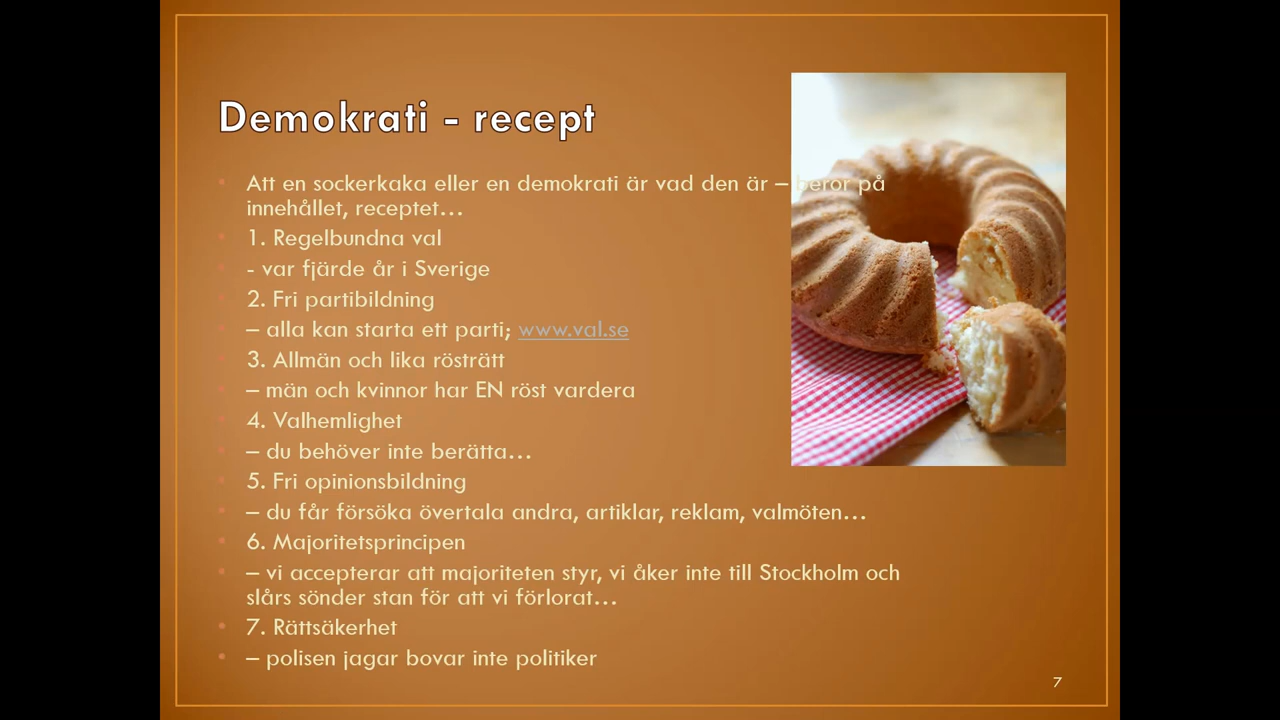 Demokrati - recept
Att en sockerkaka eller en demokrati är vad den är – beror på
innehållet, receptet…
1. Regelbundna val
- var fjärde år i Sverige
2. Fri partibildning
– alla kan starta ett parti; www.val.se
3. Allmän och lika rösträtt
– män och kvinnor har EN röst vardera
4. Valhemlighet
– du behöver inte berätta…
5. Fri opinionsbildning
– du får försöka övertala andra, artiklar, reklam, valmöten…
6. Majoritetsprincipen
– vi accepterar att majoriteten styr, vi åker inte till Stockholm och
slårs sönder stan för att vi förlorat…
7. Rättsäkerhet
– polisen jagar bovar inte politiker
7